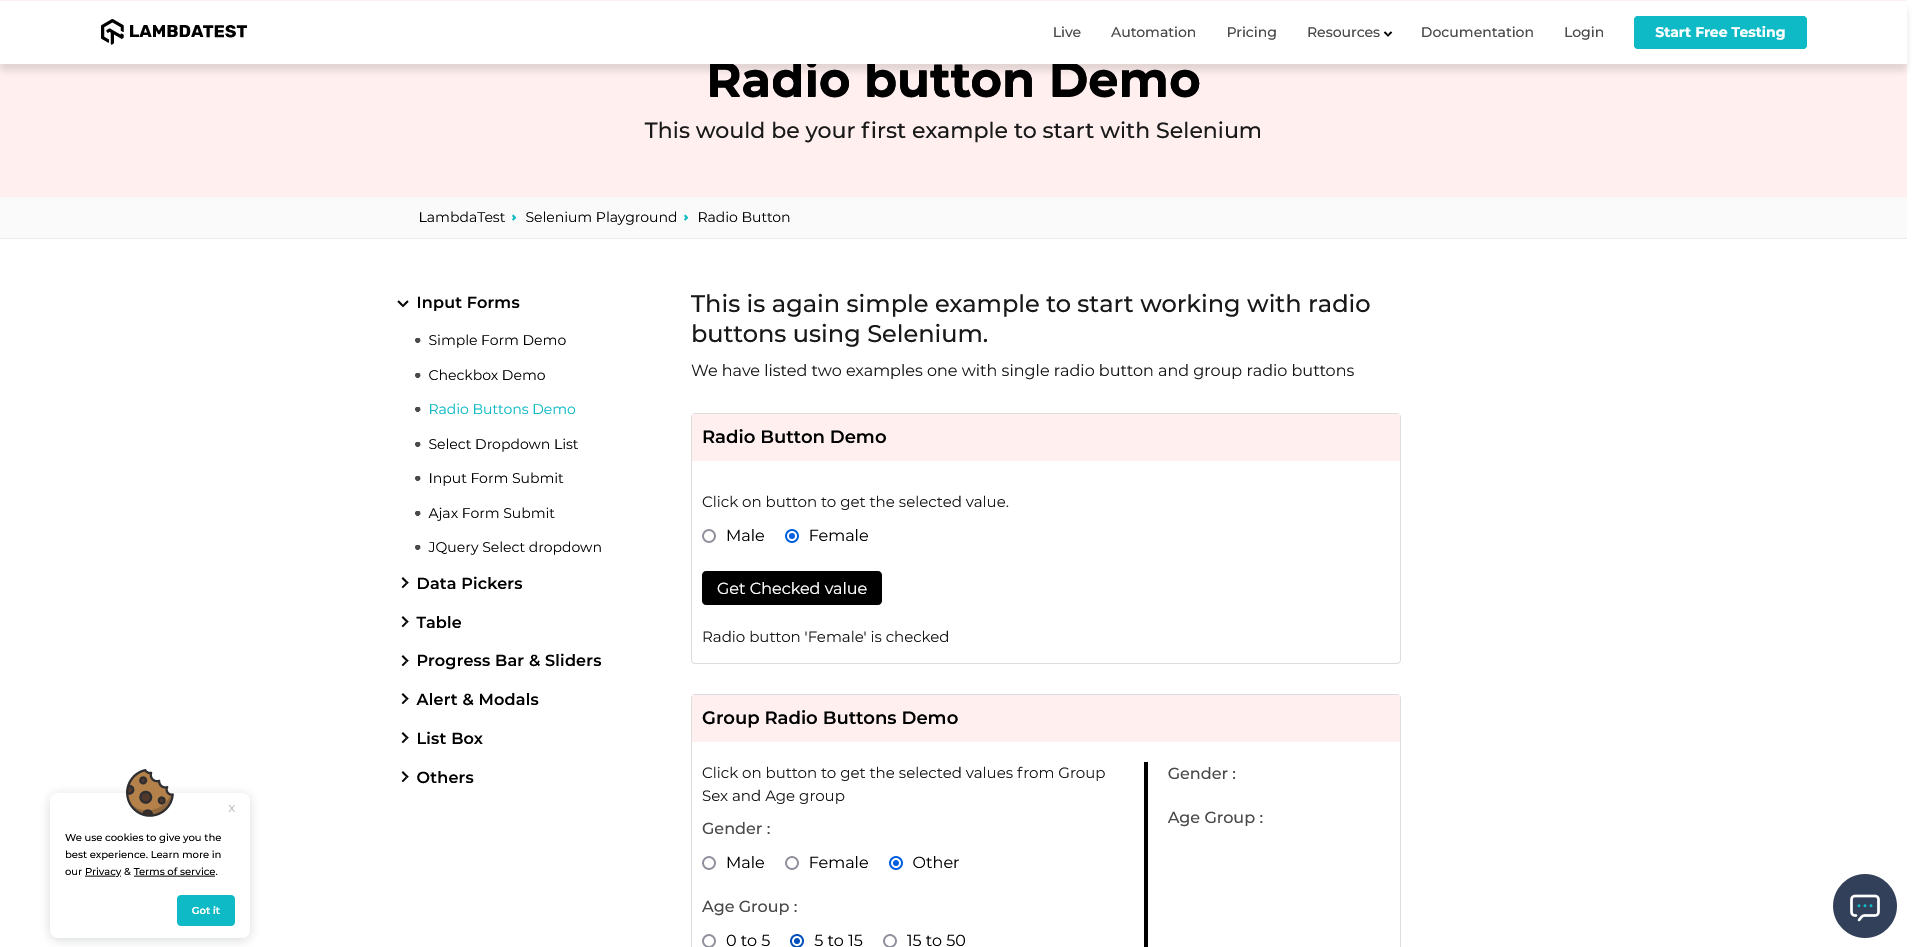 LAMBDATEST
Live
Automation
Pricing
Resources
Documentation
Login
Start Free Testing
Radio button Demo
This would be your first example to start with Selenium
LambdaTest
Selenium Playground
Radio Button
Input Forms
Simple Form Demo
Checkbox Demo
Radio Buttons Demo
Select Dropdown List
Input Form Submit
Ajax Form Submit
JQuery Select dropdown
Data Pickers
Table
Progress Bar & Sliders
Alert & Modals
List Box
Others
This is again simple example to start working with radio
buttons using Selenium.
We have listed two examples one with single radio button and group radio buttons
Radio Button Demo
Click on button to get the selected value.
Male
Female
Get Checked value
Radio button 'Female' is checked
Group Radio Buttons Demo
Click on button to get the selected values from Group
Sex and Age group
Gender :
Male
Female
Other
Age Group :
0 to 5
5 to 15
15 to 50
Gender :
Age Group :
x
We use cookies to give you the
best experience. Learn more in
our Privacy & Terms of service.
Got it